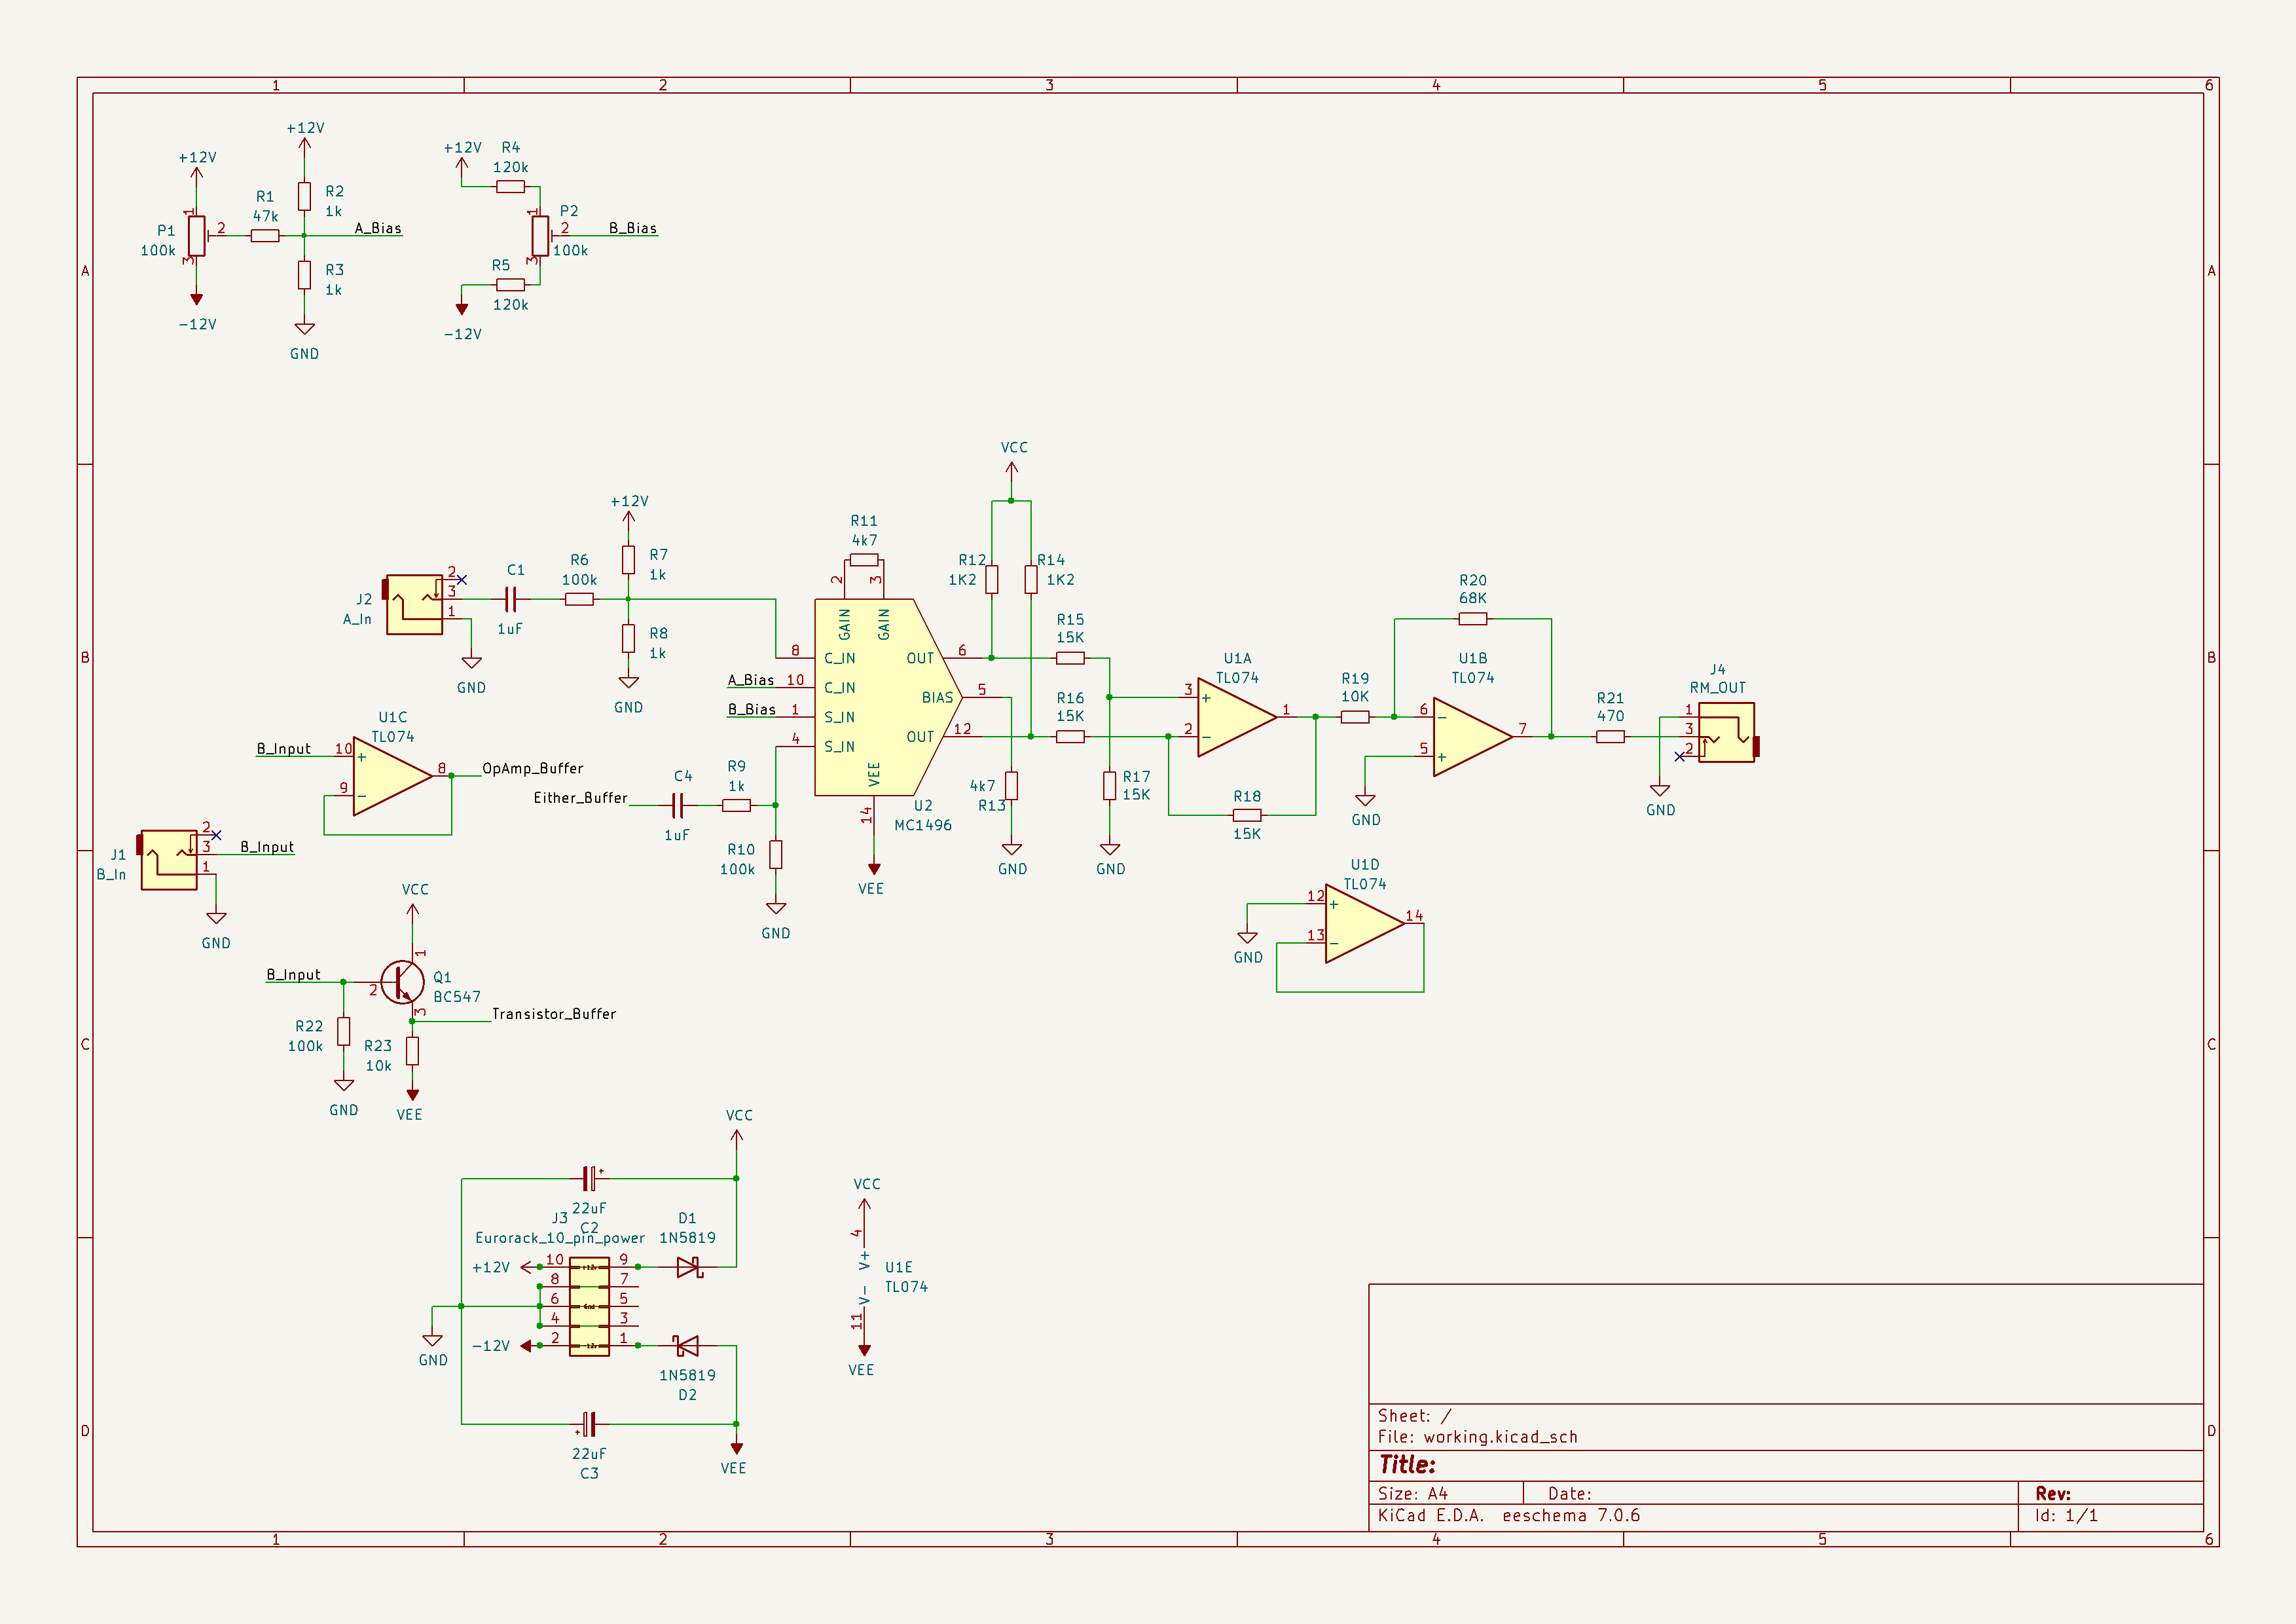 1 2 3 4 5 6
A
B
C
D
A
B
C
D
+12V
1
P1
100k
2
3
-12V
R1
47k
+12V
R2
1k
A_Bias
R3
1k
GND
+12V
R4
120k
1
P2
2
100k
3
B_Bias
R5
120k
-12V
J2
A_In
2
3
1
GND
C1
1uF
R6
100k
+12V
R7
1k
R8
1k
GND
R11
4k7
2
3
GAIN
GAIN
8
C_IN
A_Bias
10
C_IN
B_Bias
1
S_IN
4
S_IN
OUT
6
BIAS
5
OUT
12
VEE
14
U2
MC1496
VEE
VCC
R12
1K2
R14
1K2
R15
15K
R16
15K
4k7
R13
GND
R17
15K
GND
U1A
TL074
3
+
2
−
1
R18
15K
R19
10K
R20
68K
U1B
TL074
6
−
5
+
7
GND
R21
470
J4
RM_OUT
1
3
2
GND
U1C
TL074
B_Input
10
+
9
−
8
OpAmp_Buffer
Either_Buffer
C4
1uF
R9
1k
R10
100k
GND
J1
B_In
2
3
1
B_Input
GND
U1D
TL074
12
+
13
−
14
GND
VCC
1
B_Input
2
Q1
BC547
3
Transistor_Buffer
R22
100k
GND
R23
10k
VEE
VCC
22uF
C2
J3
Eurorack_10_pin_power
D1
1N5819
+12V
10
+12v
9
8
7
6
Gnd
5
4
3
-12V
2
-12v
1
GND
1N5819
D2
22uF
C3
VEE
VCC
4
V+
V-
11
U1E
TL074
VEE
Sheet: /
File: working.kicad_sch
Title:
Size: A4 Date: Rev:
KiCad E.D.A. eeschema 7.0.6 Id: 1/1
1 2 3 4 5 6